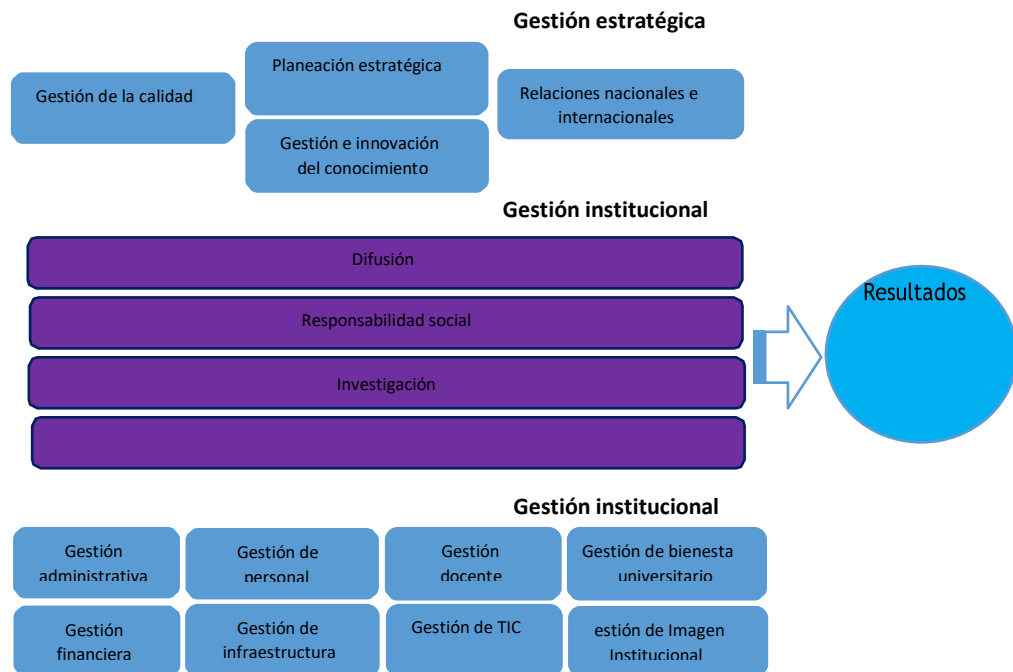 Gestión estratégica
Gestión de la calidad
Planeación estratégica
Relaciones nacionales e
internacionales
Gestión e innovación
del conocimiento
Gestión institucional
Difusión
Responsabilidad social
Investigación
Resultados
Gestión institucional
Gestión
administrativa
Gestión de
personal
Gestión
docente
Gestión de bienesta
universitario
Gestión
financiera
Gestión de
infraestructura
Gestión de TIC
estión de Imagen
Institucional